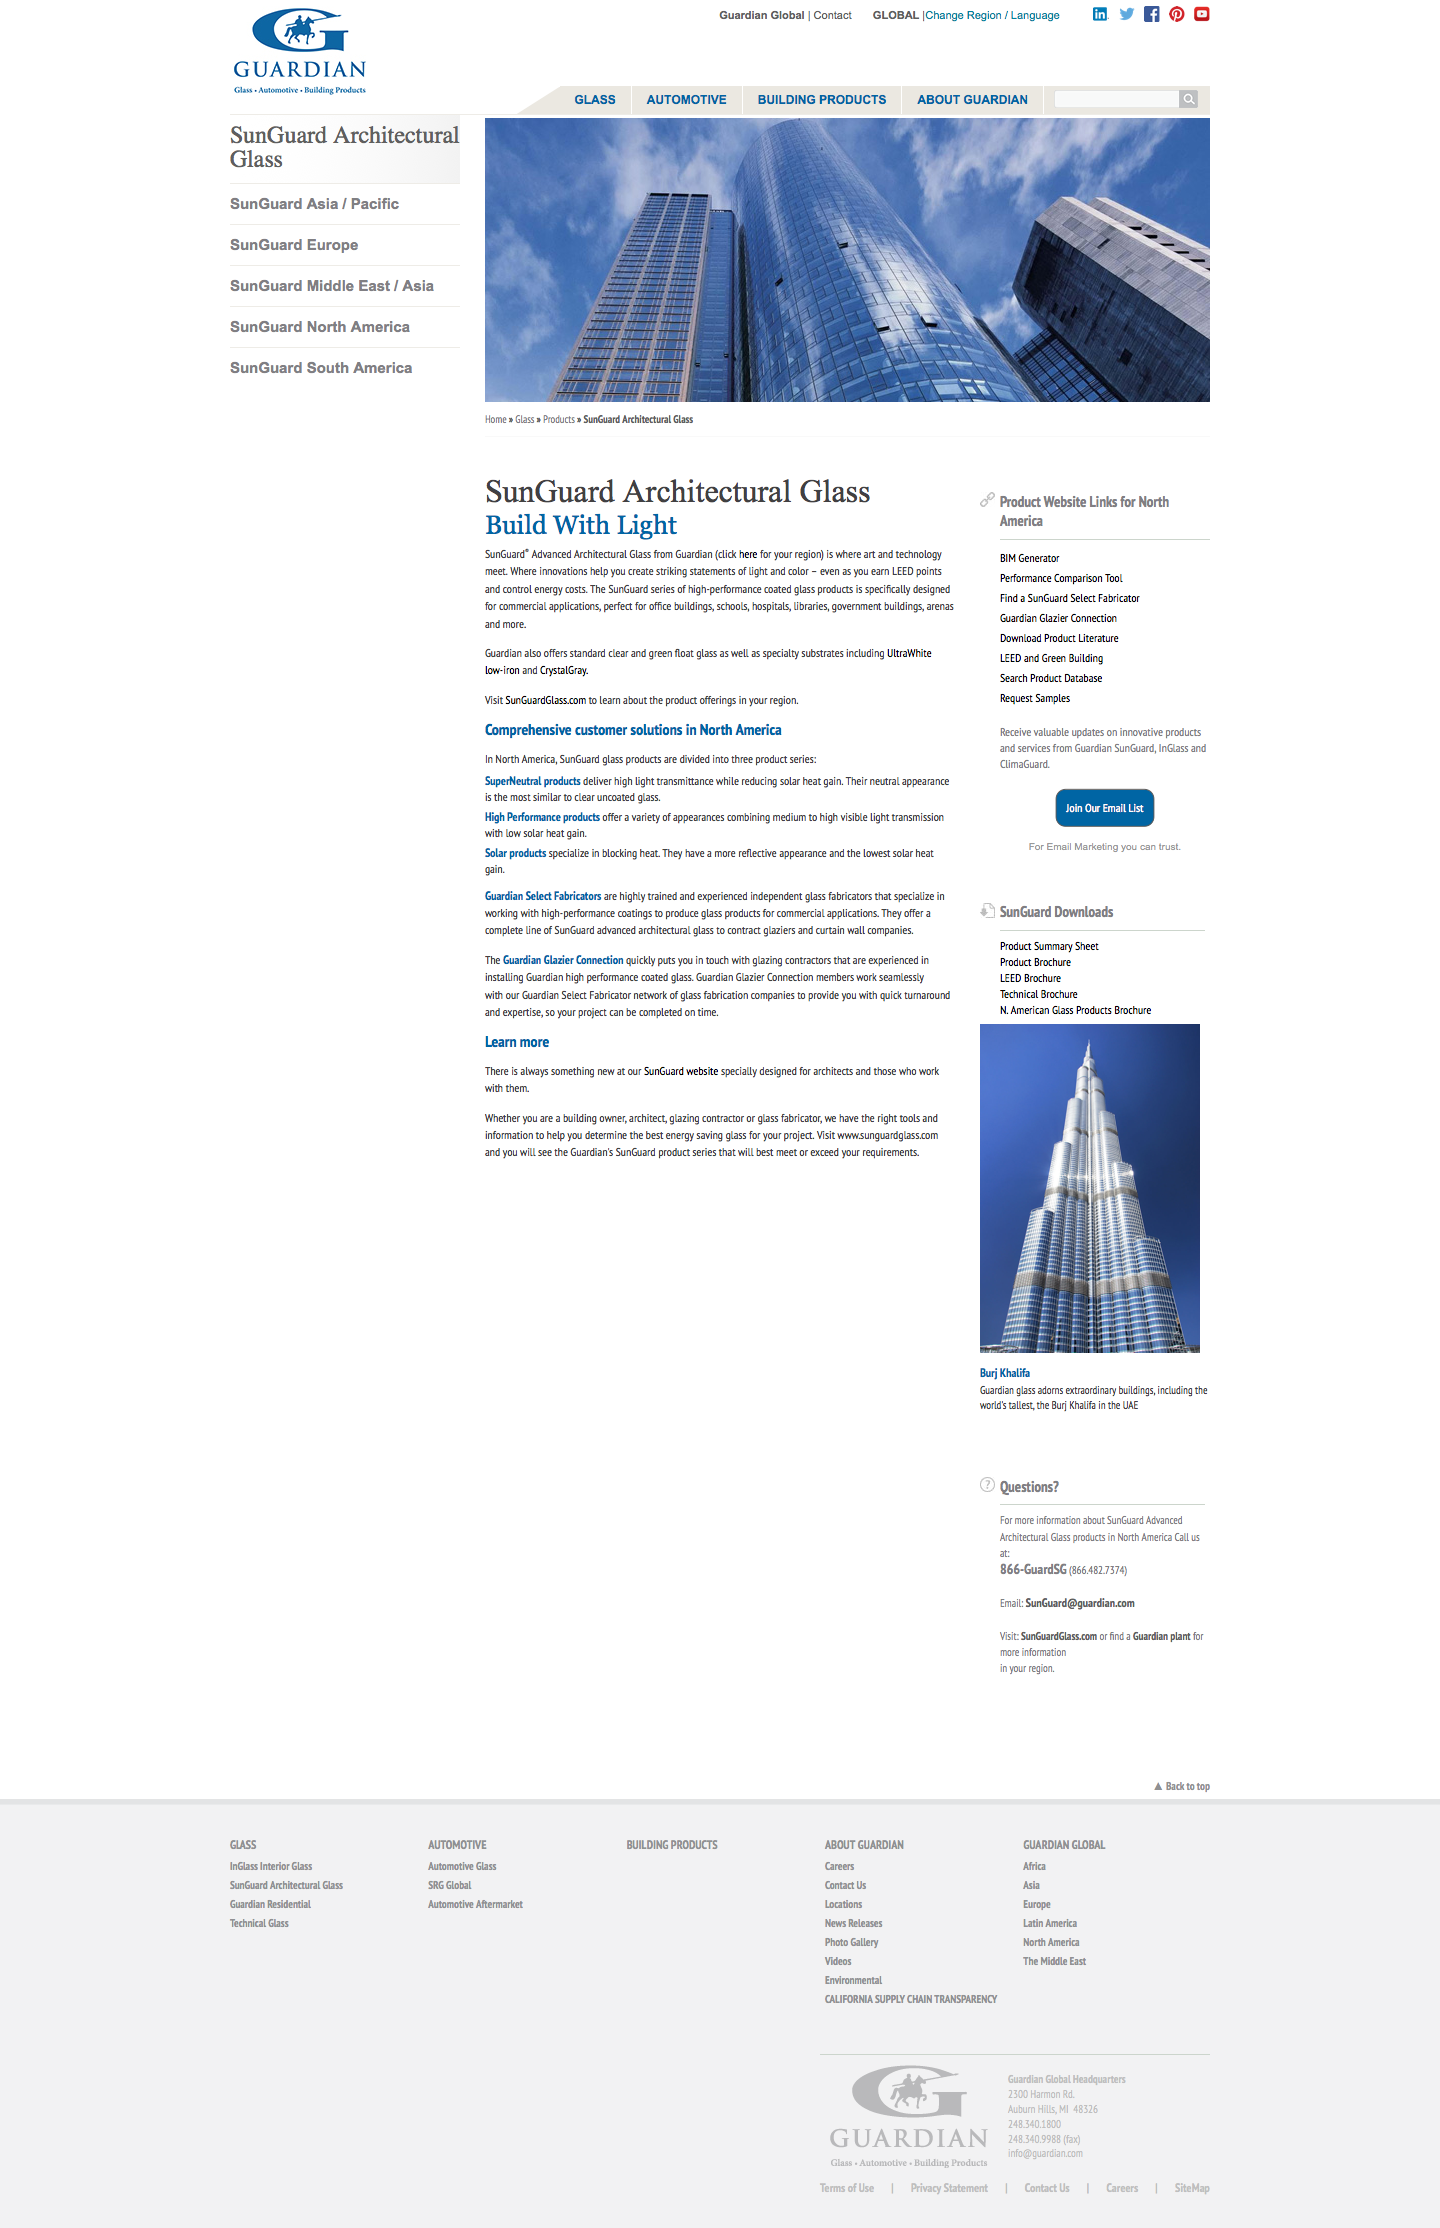 Guardian Global | Contact
GLOBAL |Change Region / Language
GUARDIAN
Glass • Automotive • Building Products
GLASS
AUTOMOTIVE
BUILDING PRODUCTS
ABOUT GUARDIAN
SunGuard Architectural
Glass
SunGuard Asia / Pacific
SunGuard Europe
SunGuard Middle East / Asia
SunGuard North America
SunGuard South America
Home » Glass » Products » SunGuard Architectural Glass
SunGuard Architectural Glass
Build With Light
SunGuard® Advanced Architectural Glass from Guardian (click here for your region) is where art and technology
meet. Where innovations help you create striking statements of light and color – even as you earn LEED points
and control energy costs. The SunGuard series of high-performance coated glass products is specifically designed
for commercial applications, perfect for office buildings, schools, hospitals, libraries, government buildings, arenas
and more.
Guardian also offers standard clear and green float glass as well as specialty substrates including UltraWhite
low-iron and CrystalGray.
Visit SunGuardGlass.com to learn about the product offerings in your region.
Comprehensive customer solutions in North America
In North America, SunGuard glass products are divided into three product series:
SuperNeutral products deliver high light transmittance while reducing solar heat gain. Their neutral appearance
is the most similar to clear uncoated glass.
High Performance products offer a variety of appearances combining medium to high visible light transmission
with low solar heat gain.
Solar products specialize in blocking heat. They have a more reflective appearance and the lowest solar heat
gain.
Guardian Select Fabricators are highly trained and experienced independent glass fabricators that specialize in
working with high-performance coatings to produce glass products for commercial applications. They offer a
complete line of SunGuard advanced architectural glass to contract glaziers and curtain wall companies.
The Guardian Glazier Connection quickly puts you in touch with glazing contractors that are experienced in
installing Guardian high performance coated glass. Guardian Glazier Connection members work seamlessly
with our Guardian Select Fabricator network of glass fabrication companies to provide you with quick turnaround
and expertise, so your project can be completed on time.
Learn more
There is always something new at our SunGuard website specially designed for architects and those who work
with them.
Whether you are a building owner, architect, glazing contractor or glass fabricator, we have the right tools and
information to help you determine the best energy saving glass for your project. Visit www.sunguardglass.com
and you will see the Guardian's SunGuard product series that will best meet or exceed your requirements.
Product Website Links for North
America
BIM Generator
Performance Comparison Tool
Find a SunGuard Select Fabricator
Guardian Glazier Connection
Download Product Literature
LEED and Green Building
Search Product Database
Request Samples
Receive valuable updates on innovative products
and services from Guardian SunGuard, InGlass and
ClimaGuard.
Join Our Email List
For Email Marketing you can trust.
SunGuard Downloads
Product Summary Sheet
Product Brochure
LEED Brochure
Technical Brochure
N. American Glass Products Brochure
Burj Khalifa
Guardian glass adorns extraordinary buildings, including the
world's tallest, the Burj Khalifa in the UAE
? Questions?
For more information about SunGuard Advanced
Architectural Glass products in North America Call us
at:
866-GuardSG (866.482.7374)
Email: SunGuard@guardian.com
Visit: SunGuardGlass.com or find a Guardian plant for
more information
in your region.
▲ Back to top
GLASS
InGlass Interior Glass
SunGuard Architectural Glass
Guardian Residential
Technical Glass
AUTOMOTIVE
Automotive Glass
SRG Global
Automotive Aftermarket
BUILDING PRODUCTS
ABOUT GUARDIAN
Careers
Contact Us
Locations
News Releases
Photo Gallery
Videos
Environmental
CALIFORNIA SUPPLY CHAIN TRANSPARENCY
GUARDIAN GLOBAL
Africa
Asia
Europe
Latin America
North America
The Middle East
GUARDIAN
Glass • Automotive • Building Products
Guardian Global Headquarters
2300 Harmon Rd.
Auburn Hills, MI 48326
248.340.1800
248.340.9988 (fax)
info@guardian.com
Terms of Use | Privacy Statement | Contact Us | Careers | SiteMap